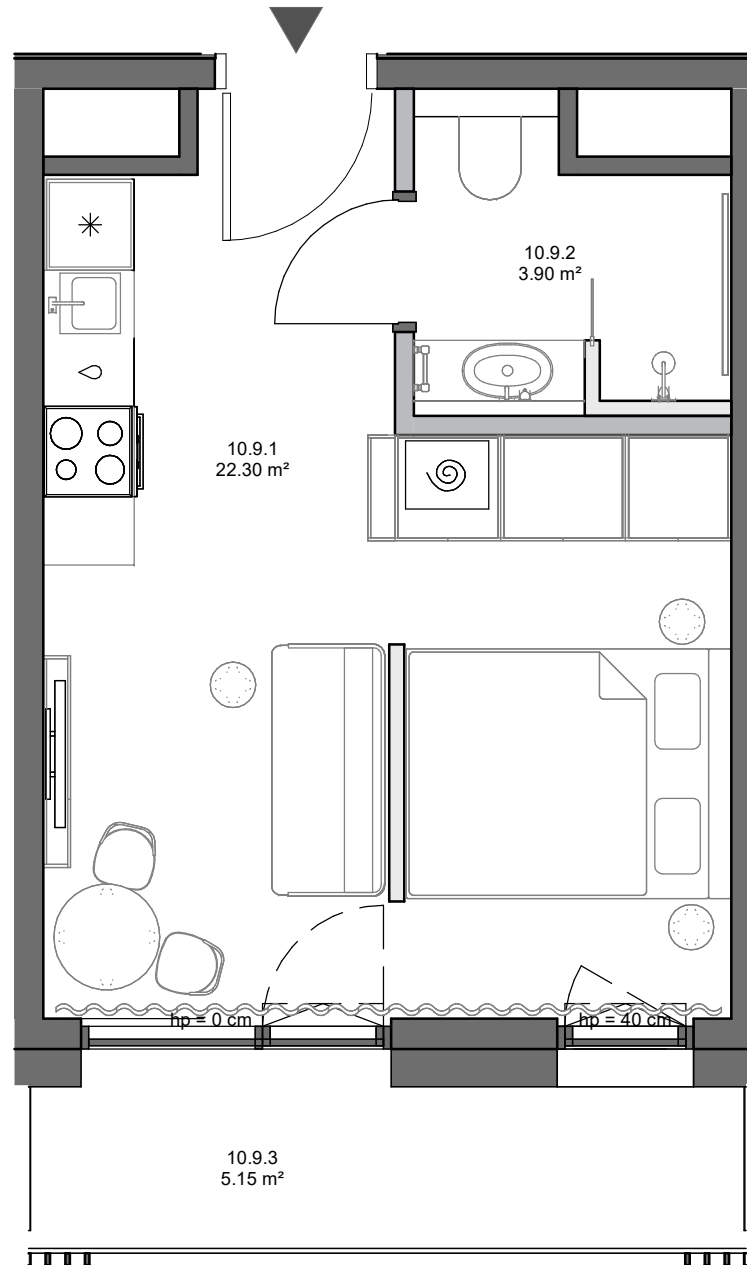 10.9.2
3.90 m²
10.9.1
22.30 m²
hp = 0 cm
hp = 40 cm
10.9.3
5.15 m²